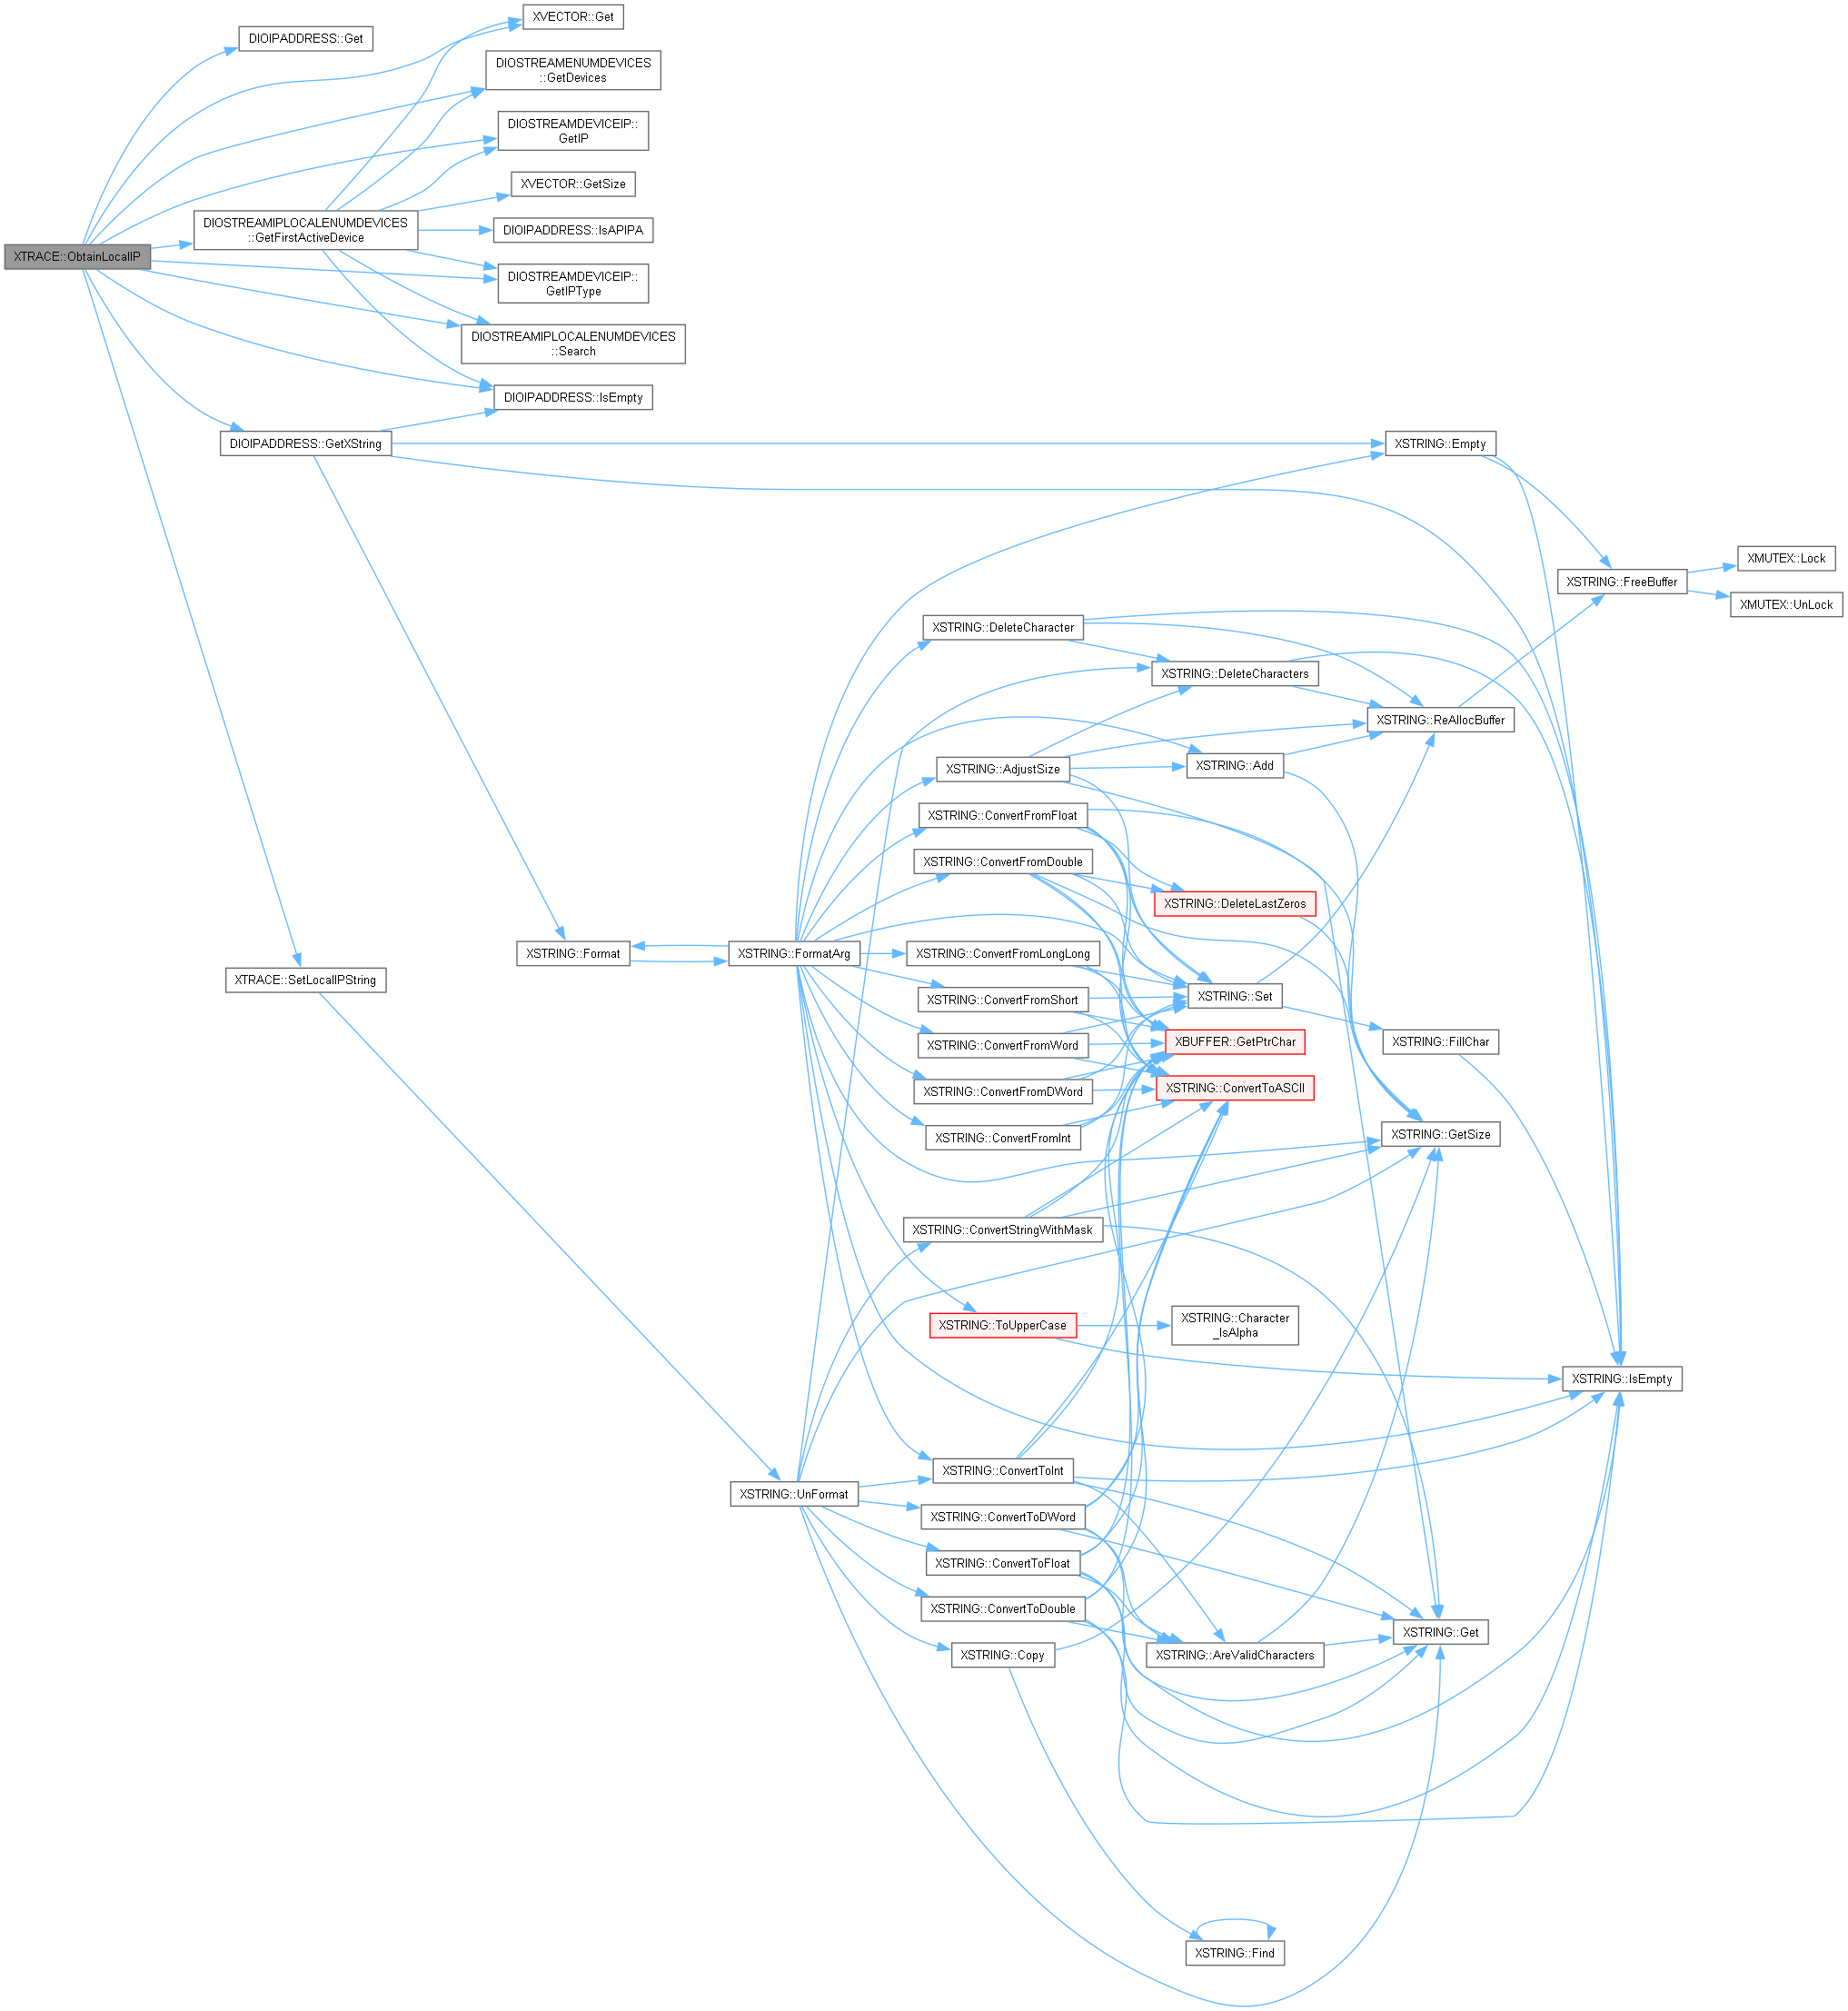 XVECTOR::Get
DIOIPADDRESS::Get
DIOSTREAMENUMDEVICES
::GetDevices
DIOSTREAMDEVICEIP::
GetIP
XVECTOR::GetSize
DIOSTREAMIPLOCALENUMDEVICES
::GetFirstActiveDevice
DIOIPADDRESS::IsAPIPA
XTRACE::ObtainLocalIP
DIOSTREAMDEVICEIP::
GetIPType
DIOSTREAMIPLOCALENUMDEVICES
::Search
DIOIPADDRESS::IsEmpty
DIOIPADDRESS::GetXString
XSTRING::Empty
XMUTEX::Lock
XSTRING::FreeBuffer
XMUTEX::UnLock
XSTRING::DeleteCharacter
XSTRING::DeleteCharacters
XSTRING::ReAllocBuffer
XSTRING::AdjustSize
XSTRING::Add
XSTRING::ConvertFromFloat
XSTRING::ConvertFromDouble
XSTRING::DeleteLastZeros
XSTRING::Format
XSTRING::FormatArg
XSTRING::ConvertFromLongLong
XTRACE::SetLocalIPString
XSTRING::ConvertFromShort
XSTRING::Set
XSTRING::ConvertFromWord
XBUFFER::GetPtrChar
XSTRING::FillChar
XSTRING::ConvertFromDWord
XSTRING::ConvertToASCII
XSTRING::ConvertFromInt
XSTRING::GetSize
XSTRING::ConvertStringWithMask
XSTRING::ToUpperCase
XSTRING::Character
_IsAlpha
XSTRING::IsEmpty
XSTRING::ConvertToInt
XSTRING::UnFormat
XSTRING::ConvertToDWord
XSTRING::ConvertToFloat
XSTRING::ConvertToDouble
XSTRING::Get
XSTRING::Copy
XSTRING::AreValidCharacters
XSTRING::Find